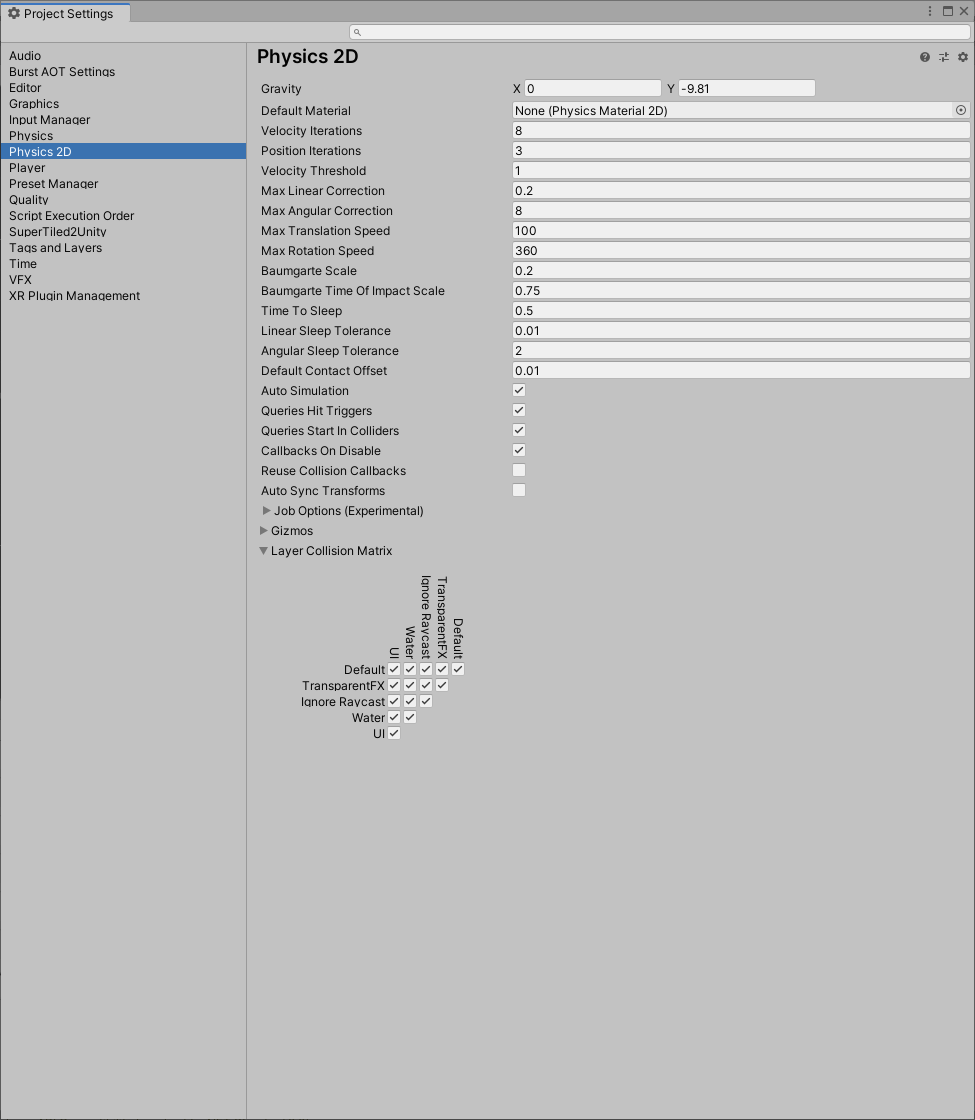 Project Settings
Audio
Burst AOT Settings
Editor
Graphics
Input Manager
Physics
Physics 2D
Player
Preset Manager
Quality
Script Execution Order
SuperTiled2Unity
Tags and Layers
Time
VFX
XR Plugin Management
Physics 2D
Gravity X 0 Y -9.81
Default Material None (Physics Material 2D)
Velocity Iterations 8
Position Iterations 3
Velocity Threshold 1
Max Linear Correction 0.2
Max Angular Correction 8
Max Translation Speed 100
Max Rotation Speed 360
Baumgarte Scale 0.2
Baumgarte Time Of Impact Scale 0.75
Time To Sleep 0.5
Linear Sleep Tolerance 0.01
Angular Sleep Tolerance 2
Default Contact Offset 0.01
Auto Simulation
Queries Hit Triggers
Queries Start In Colliders
Callbacks On Disable
Reuse Collision Callbacks
Auto Sync Transforms
Job Options (Experimental)
Gizmos
Layer Collision Matrix
UI
Water
Ignore Raycast
TransparentFX
Default
Default
TransparentFX
Ignore Raycast
Water
UI